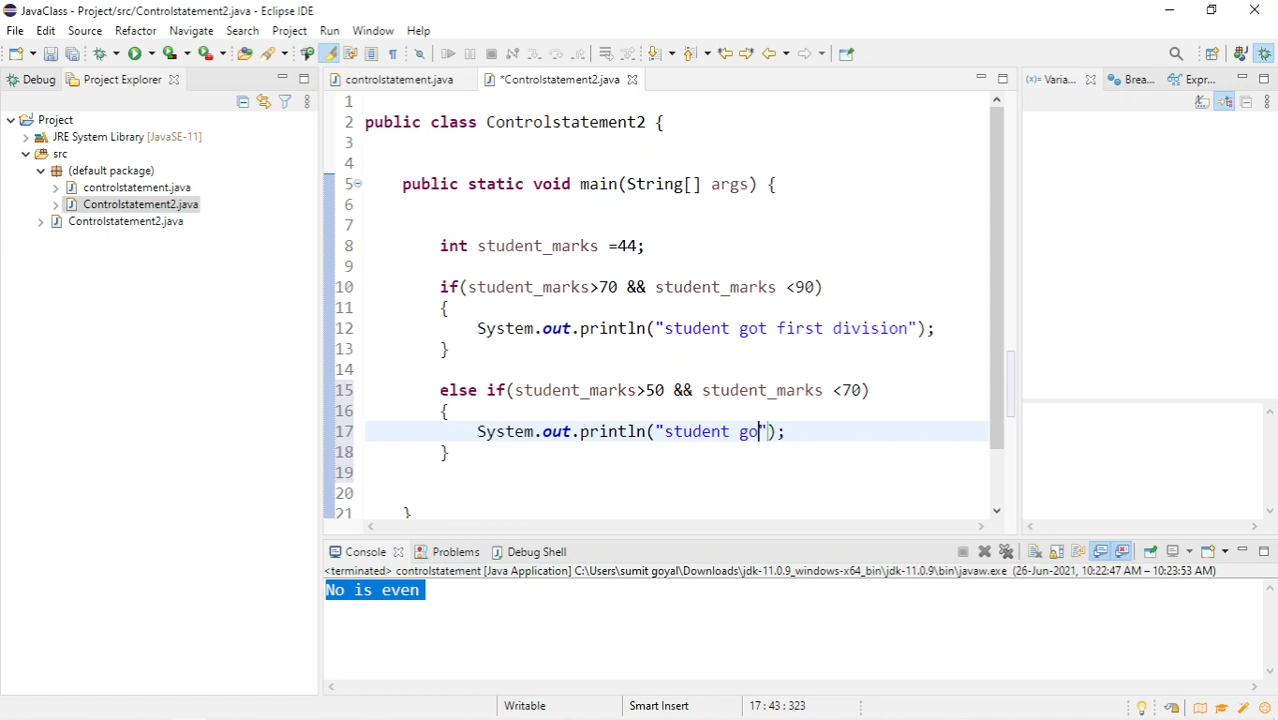 JavaClass - Project/src/Controlstatement2.java - Eclipse IDE
File Edit Source Refactor Navigate Search Project Run Window Help
Debug Project Explorer
controlstatement.java *Controlstatement2.java
Varia... Brea... Expr...
Project
JRE System Library [JavaSE-11]
src
(default package)
controlstatement.java
Controlstatement2.java
Controlstatement2.java
1
2 public class Controlstatement2 {
3
4
5 public static void main(String[] args) {
6
7
8 int student_marks =44;
9
10 if(student_marks>70 && student_marks <90)
11 {
12 System.out.println("student got first division");
13 }
14
15 else if(student_marks>50 && student_marks <70)
16 {
17 System.out.println("student go");
18 }
19
20
21 }
Console Problems Debug Shell
<terminated> controlstatement [Java Application] C:\Users\sumit goyal\Downloads\jdk-11.0.9_windows-x64_bin\jdk-11.0.9\bin\javaw.exe (26-Jun-2021, 10:22:47 AM – 10:23:53 AM)
No is even
Writable Smart Insert 17 : 43 : 323